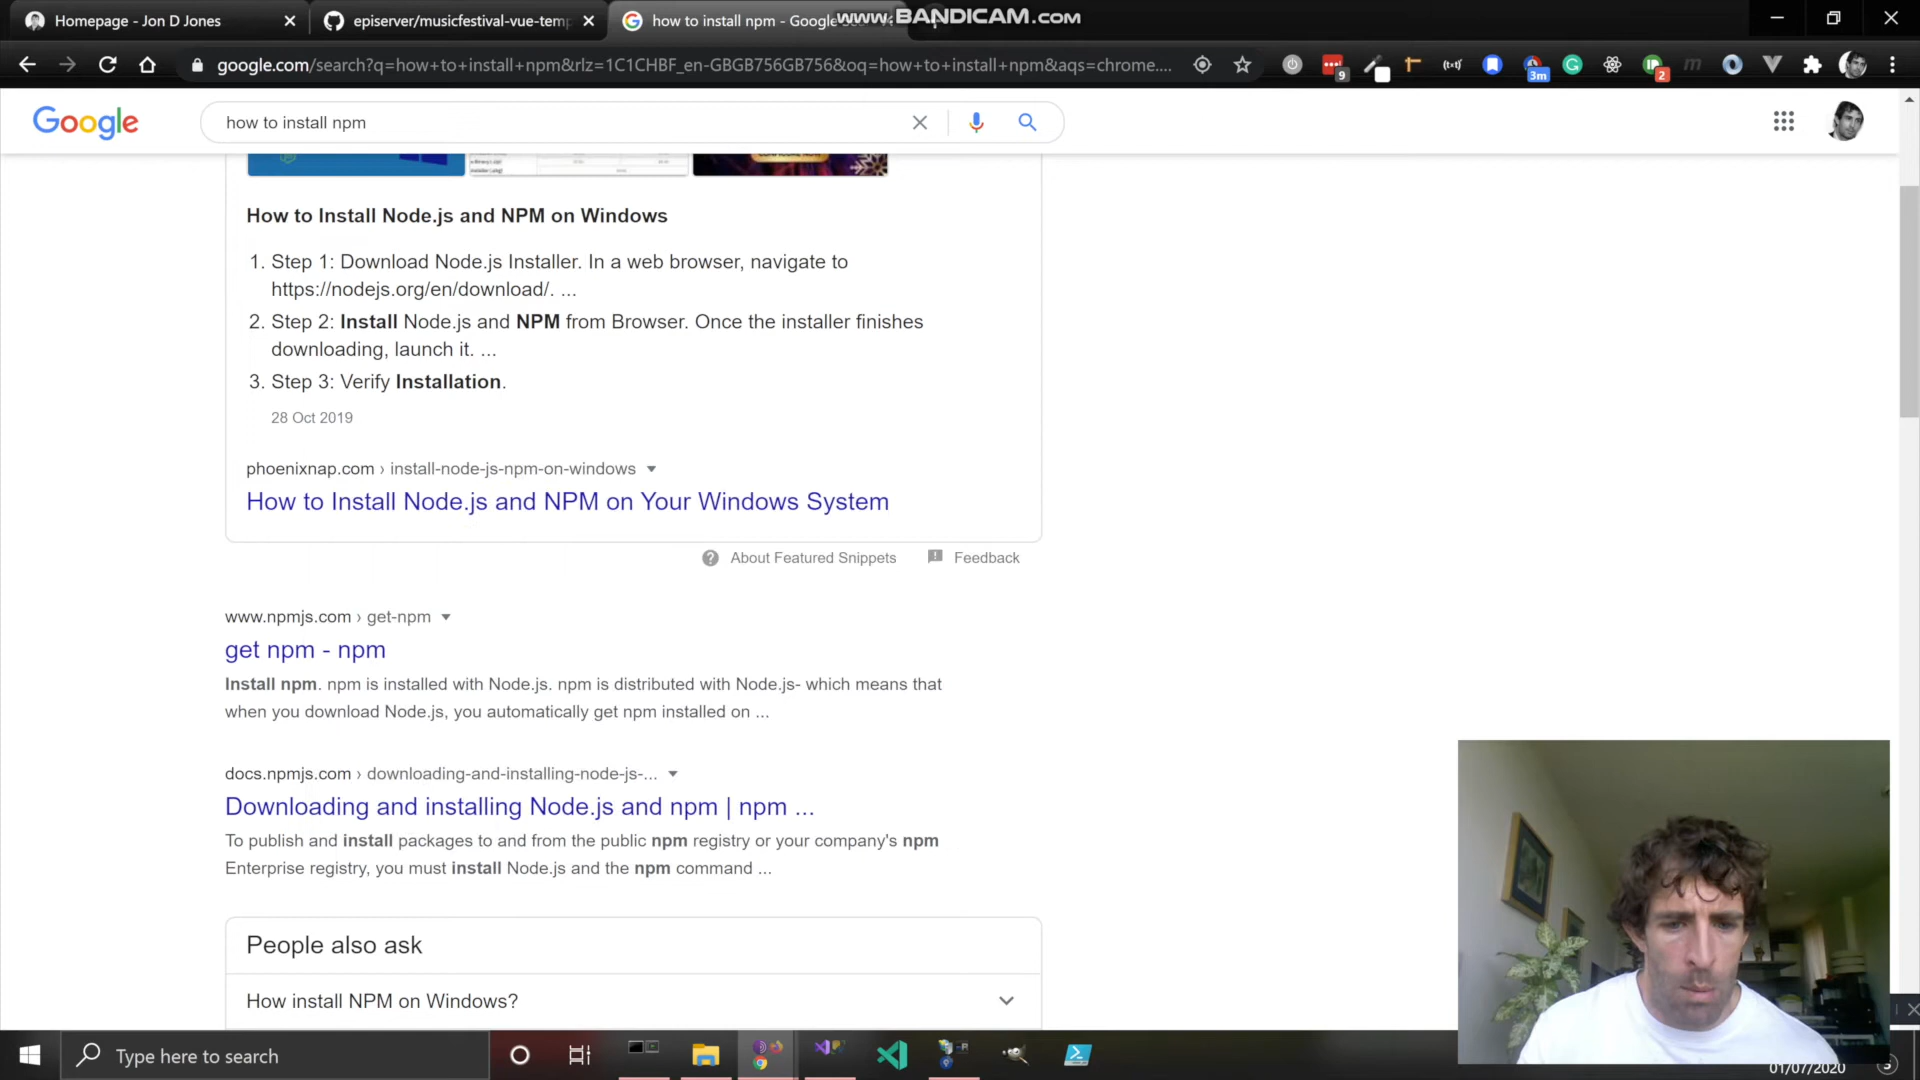 Homepage - Jon D Jones
episerver/musicfestival-vue-temp
how to install npm - Google
www.BANDICAM.com
google.com/search?q=how+to+install+npm&rlz=1C1CHBF_en-GBGB756GB756&oq=how+to+install+npm&aqs=chrome....
9
3m
2
Google
how to install npm
How to Install Node.js and NPM on Windows
1. Step 1: Download Node.js Installer. In a web browser, navigate to
https://nodejs.org/en/download/. ...
2. Step 2: Install Node.js and NPM from Browser. Once the installer finishes
downloading, launch it. ...
3. Step 3: Verify Installation.
28 Oct 2019
phoenixnap.com › install-node-js-npm-on-windows
How to Install Node.js and NPM on Your Windows System
About Featured Snippets
Feedback
www.npmjs.com › get-npm
get npm - npm
Install npm. npm is installed with Node.js. npm is distributed with Node.js- which means that
when you download Node.js, you automatically get npm installed on ...
docs.npmjs.com › downloading-and-installing-node-js-...
Downloading and installing Node.js and npm | npm ...
To publish and install packages to and from the public npm registry or your company's npm
Enterprise registry, you must install Node.js and the npm command ...
People also ask
How install NPM on Windows?
Type here to search
01/07/2020